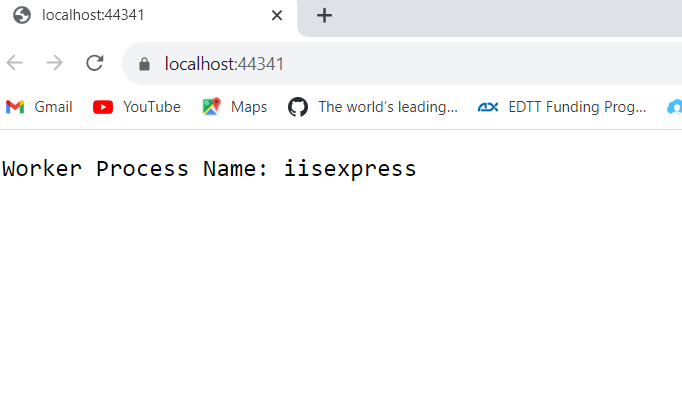 localhost:44341
localhost:44341
Gmail YouTube Maps The world's leading... EDTT Funding Prog...
Worker Process Name: iisexpress